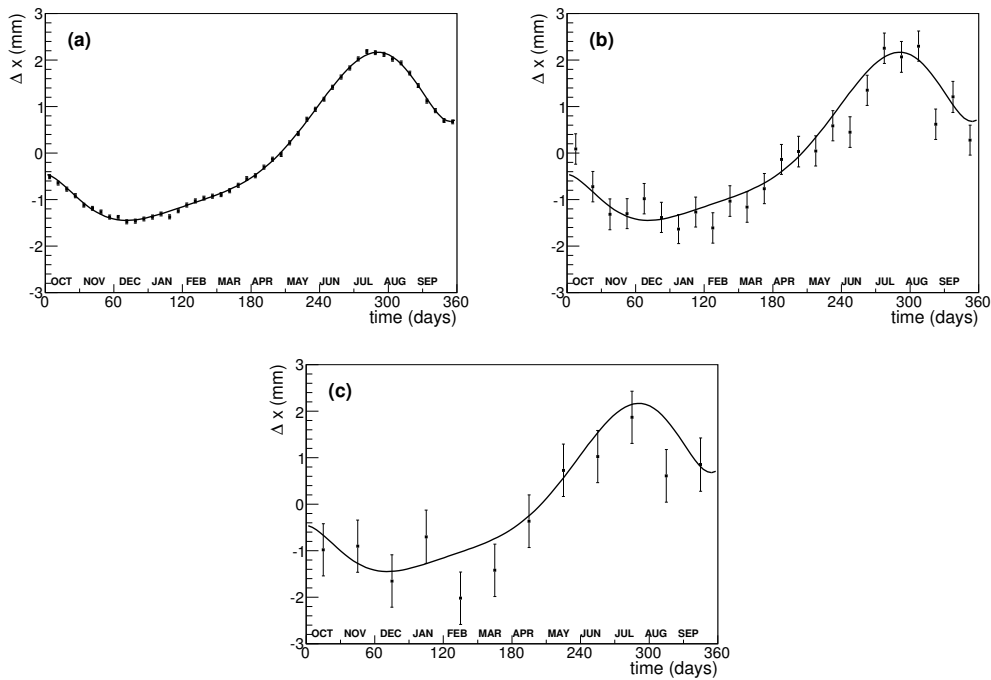 (a)
Δ x (mm)
3
2
1
0
-1
-2
-3
OCT NOV DEC JAN FEB MAR APR MAY JUN JUL AUG SEP
0 60 120 180 240 300 360
time (days)
(b)
Δ x (mm)
3
2
1
0
-1
-2
-3
OCT NOV DEC JAN FEB MAR APR MAY JUN JUL AUG SEP
0 60 120 180 240 300 360
time (days)
(c)
Δ x (mm)
3
2
1
0
-1
-2
-3
OCT NOV DEC JAN FEB MAR APR MAY JUN JUL AUG SEP
0 60 120 180 240 300 360
time (days)